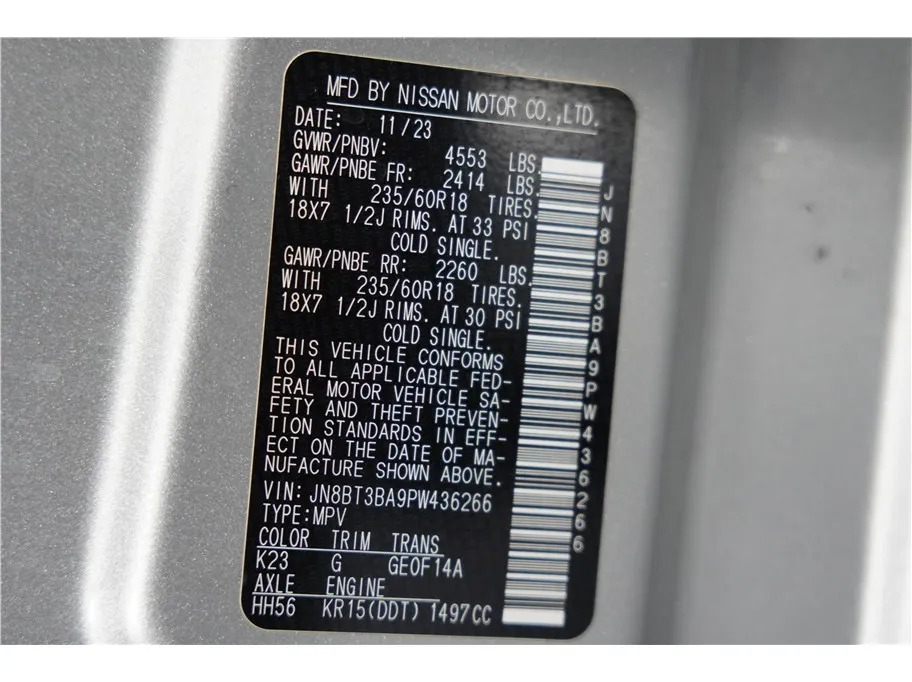 MFD BY NISSAN MOTOR CO.,LTD.
DATE: 11/23
GVWR/PNBV: 4553 LBS.
GAWR/PNBE FR: 2414 LBS.
WITH 235/60R18 TIRES.
18X7 1/2J RIMS. AT 33 PSI
COLD SINGLE.
GAWR/PNBE RR: 2260 LBS.
WITH 235/60R18 TIRES.
18X7 1/2J RIMS. AT 30 PSI
COLD SINGLE.
THIS VEHICLE CONFORMS
TO ALL APPLICABLE FED-
ERAL MOTOR VEHICLE SA-
FETY AND THEFT PREVEN-
TION STANDARDS IN EFF-
ECT ON THE DATE OF MA-
NUFACTURE SHOWN ABOVE.
VIN: JN8BT3BA9PW436266
TYPE:MPV
COLOR TRIM TRANS
K23 G GE0F14A
AXLE ENGINE
HH56 KR15(DDT) 1497CC
JN8BT3BA9PW436266